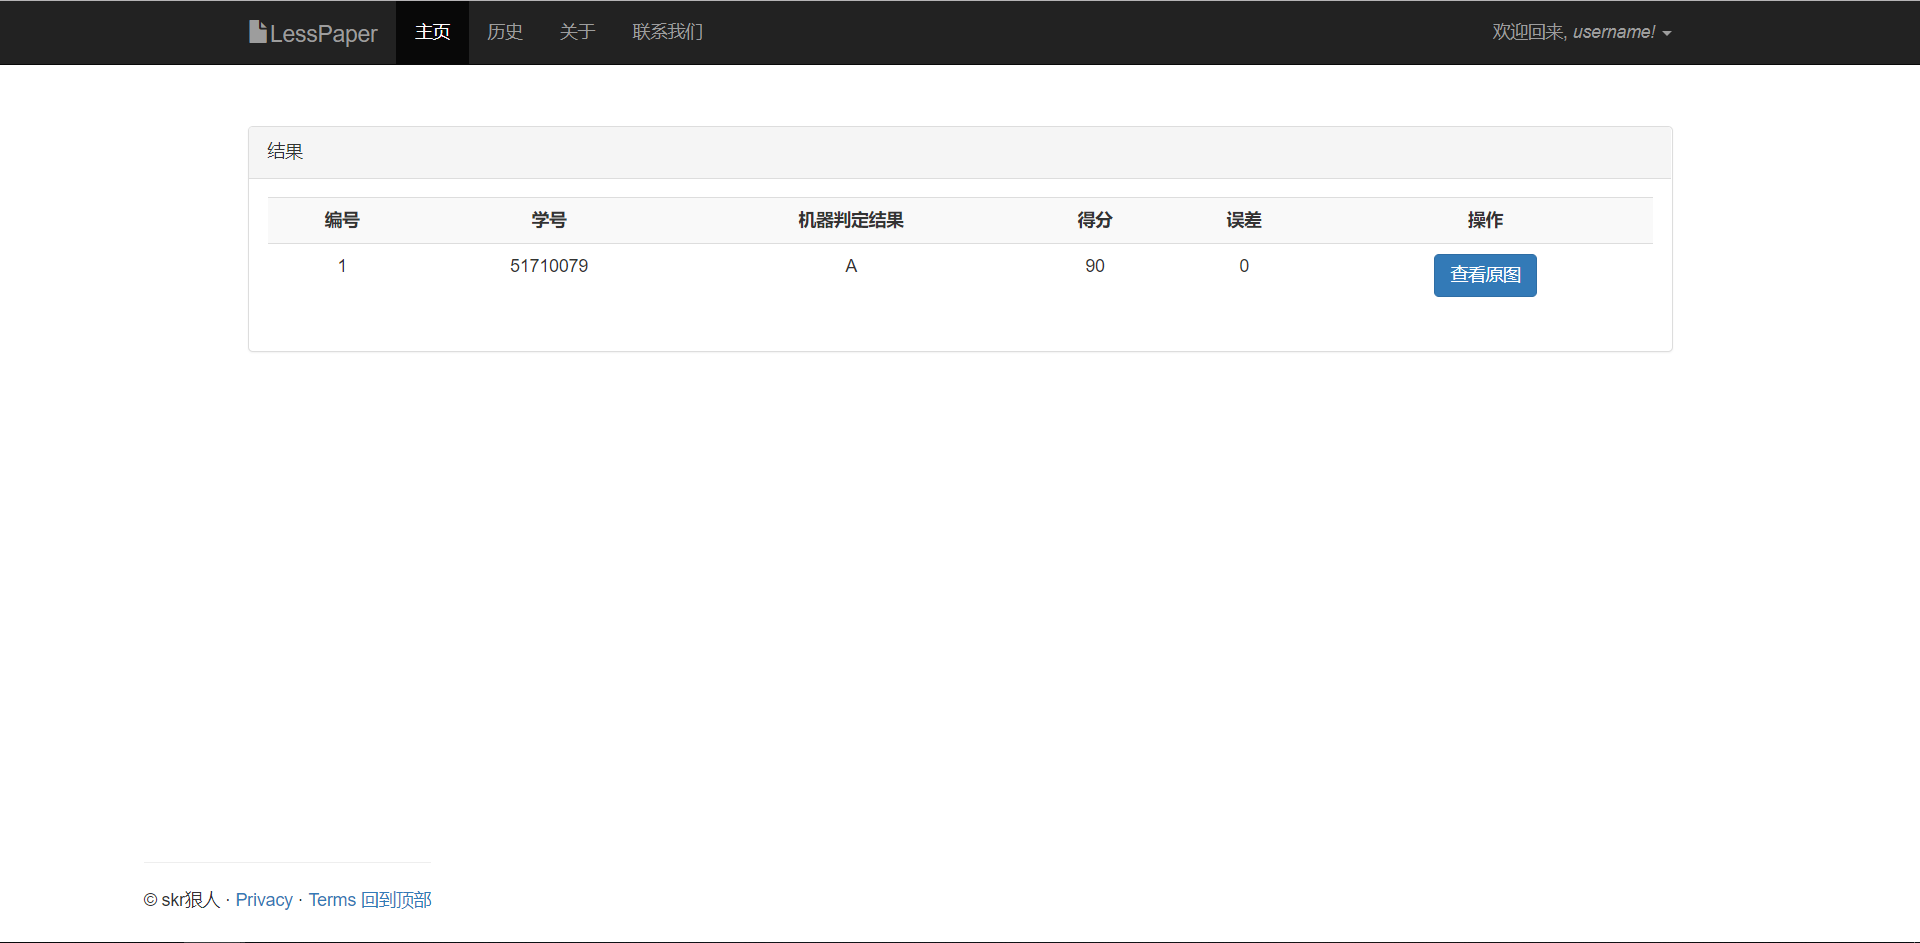 LessPaper 主页 历史 关于 联系我们 欢迎回来, username!
结果
编号 学号 机器判定结果 得分 误差 操作
1 51710079 A 90 0 查看原图
© skr狠人 · Privacy · Terms 回到顶部